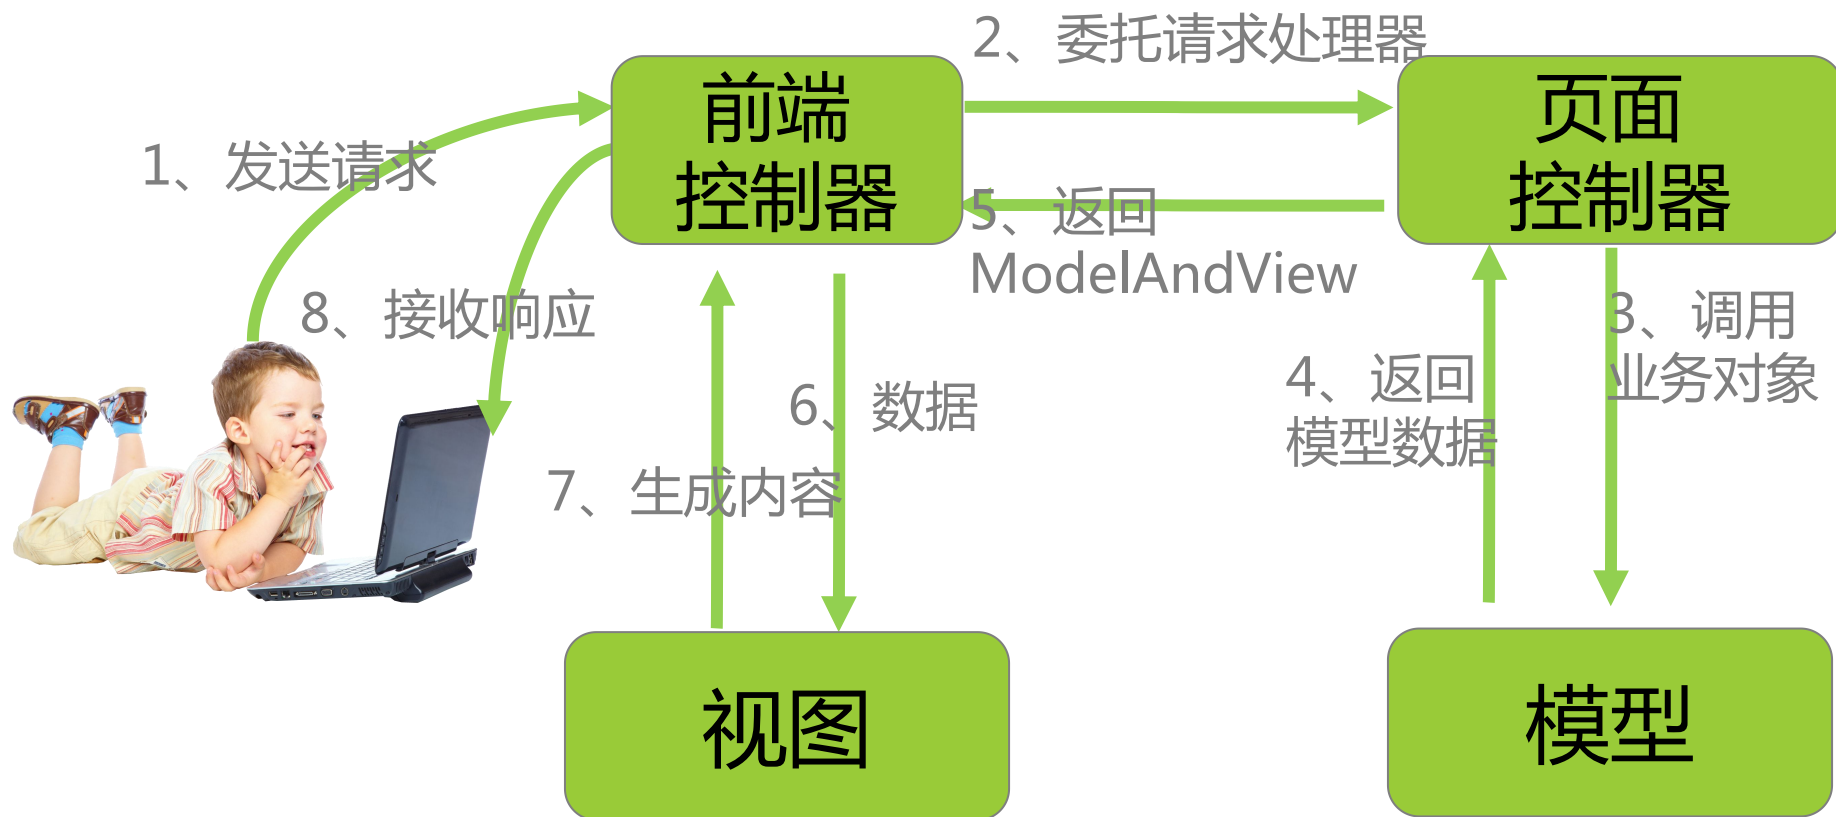 2、委托请求处理器
前端
控制器
页面
控制器
1、发送请求
5、返回
ModelAndView
8、接收响应
3、调用
业务对象
4、返回
模型数据
6、数据
7、生成内容
视图
模型